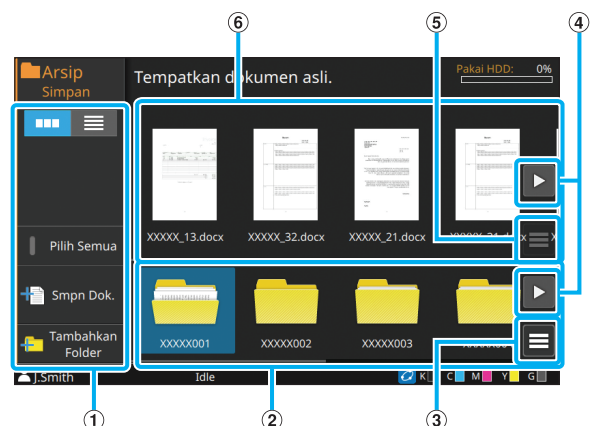 ⑥ ⑤ ④
Arsip
Simpan
Tempatkan dokumen asli.
Pakai HDD: 0%
XXXXX_13.docx XXXXX_32.docx XXXXX_21.docx
Pilih Semua
Smpn Dok.
Tambahkan
Folder
XXXXX001 XXXXX002 XXXXX003
J.Smith Idle K C M Y G
① ② ③